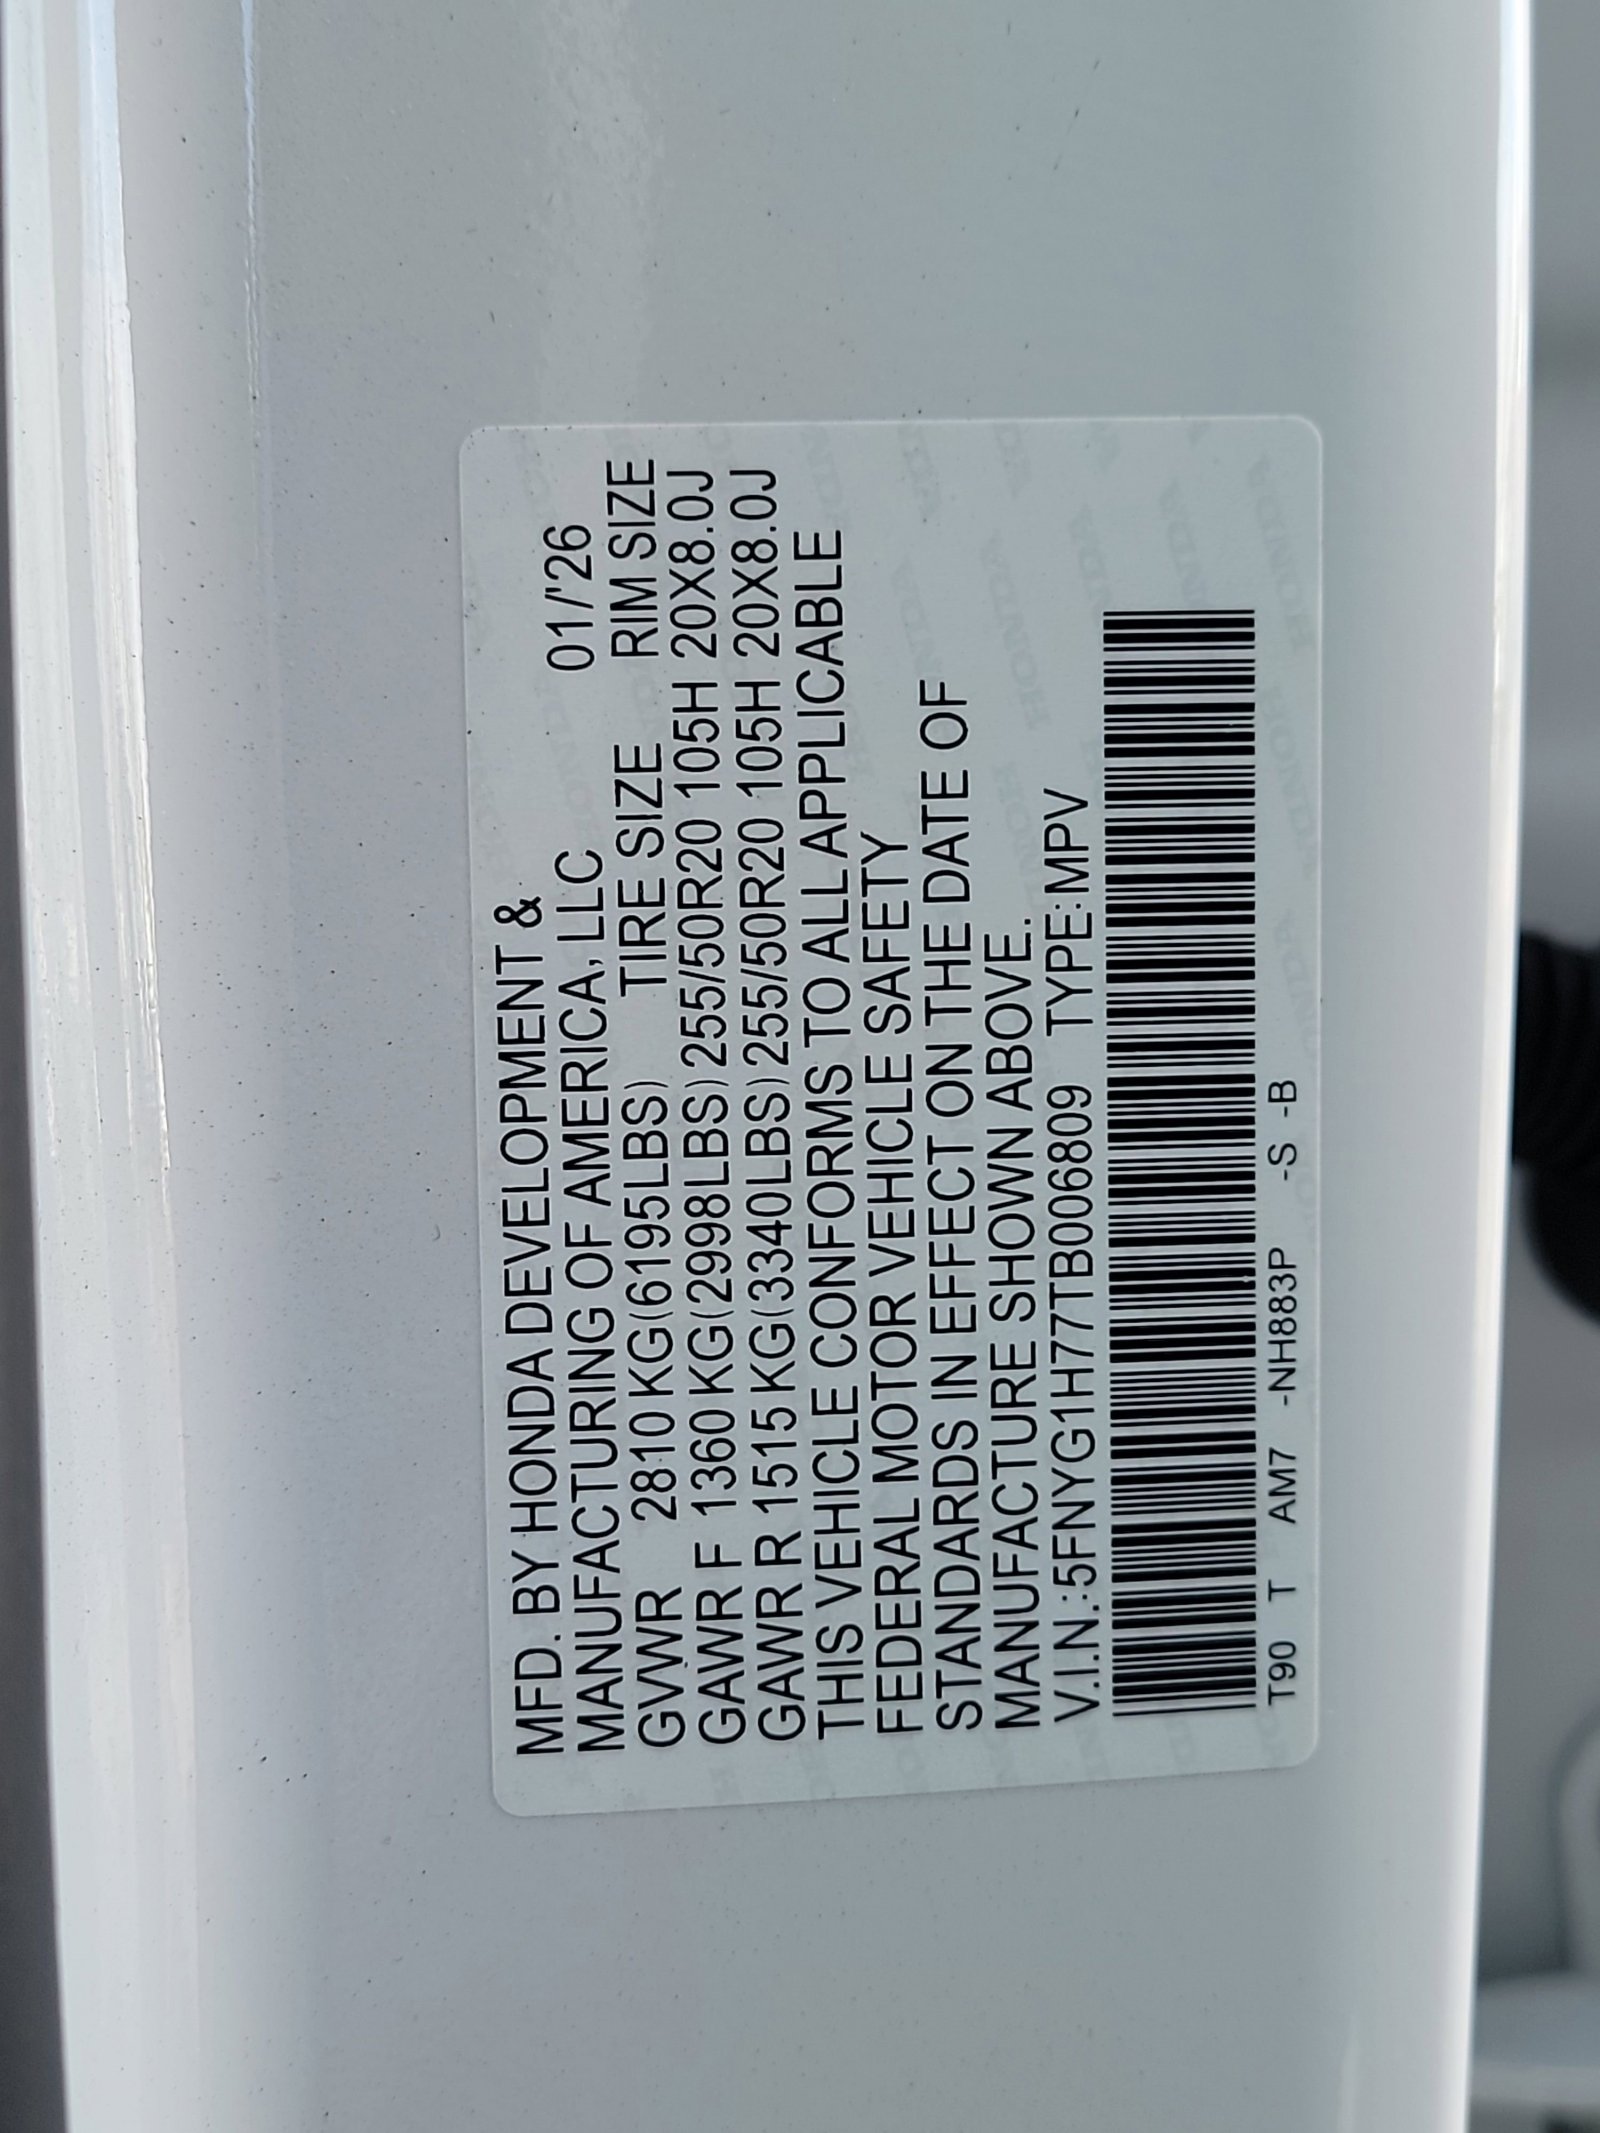 MFD. BY HONDA DEVELOPMENT &
MANUFACTURING OF AMERICA, LLC 01/'26
GVWR 2810 KG(6195LBS) TIRE SIZE RIM SIZE
GAWR F 1360 KG(2998LBS) 255/50R20 105H 20X8.0J
GAWR R 1515 KG(3340LBS) 255/50R20 105H 20X8.0J
THIS VEHICLE CONFORMS TO ALL APPLICABLE
FEDERAL MOTOR VEHICLE SAFETY
STANDARDS IN EFFECT ON THE DATE OF
MANUFACTURE SHOWN ABOVE.
V.I.N.:5FNYG1H77TB006809 TYPE:MPV
T90 T AM7 -NH883P -S -B